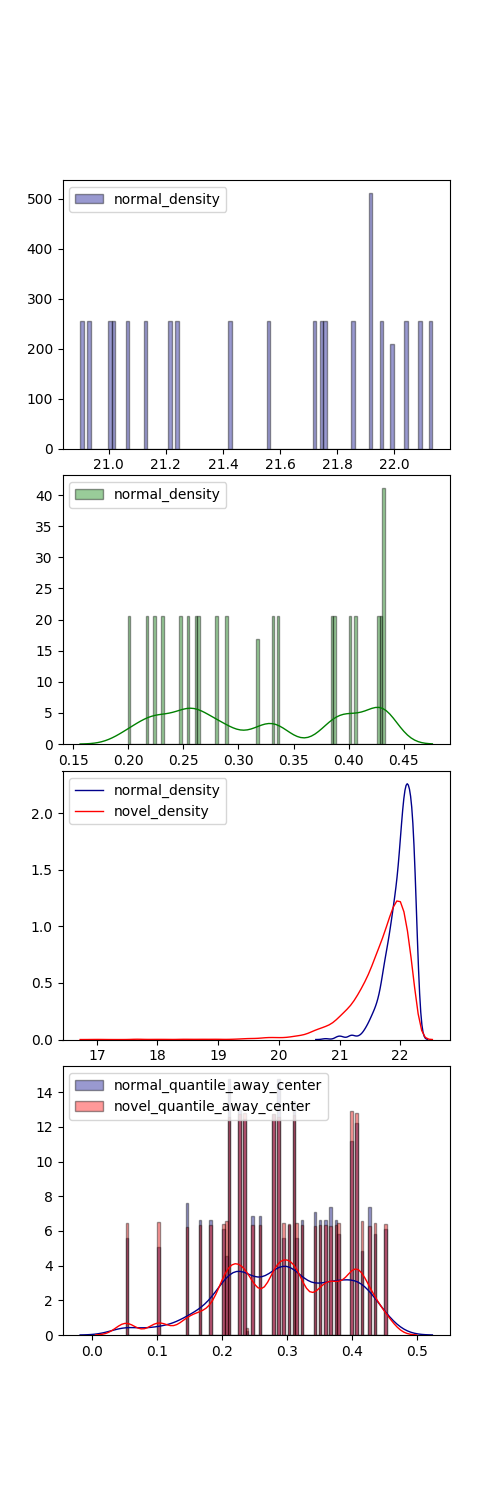 normal_density
500
400
300
200
100
0
21.0 21.2 21.4 21.6 21.8 22.0
normal_density
40
35
30
25
20
15
10
5
0
0.15 0.20 0.25 0.30 0.35 0.40 0.45
normal_density
novel_density
2.0
1.5
1.0
0.5
0.0
17 18 19 20 21 22
normal_quantile_away_center
novel_quantile_away_center
14
12
10
8
6
4
2
0
0.0 0.1 0.2 0.3 0.4 0.5